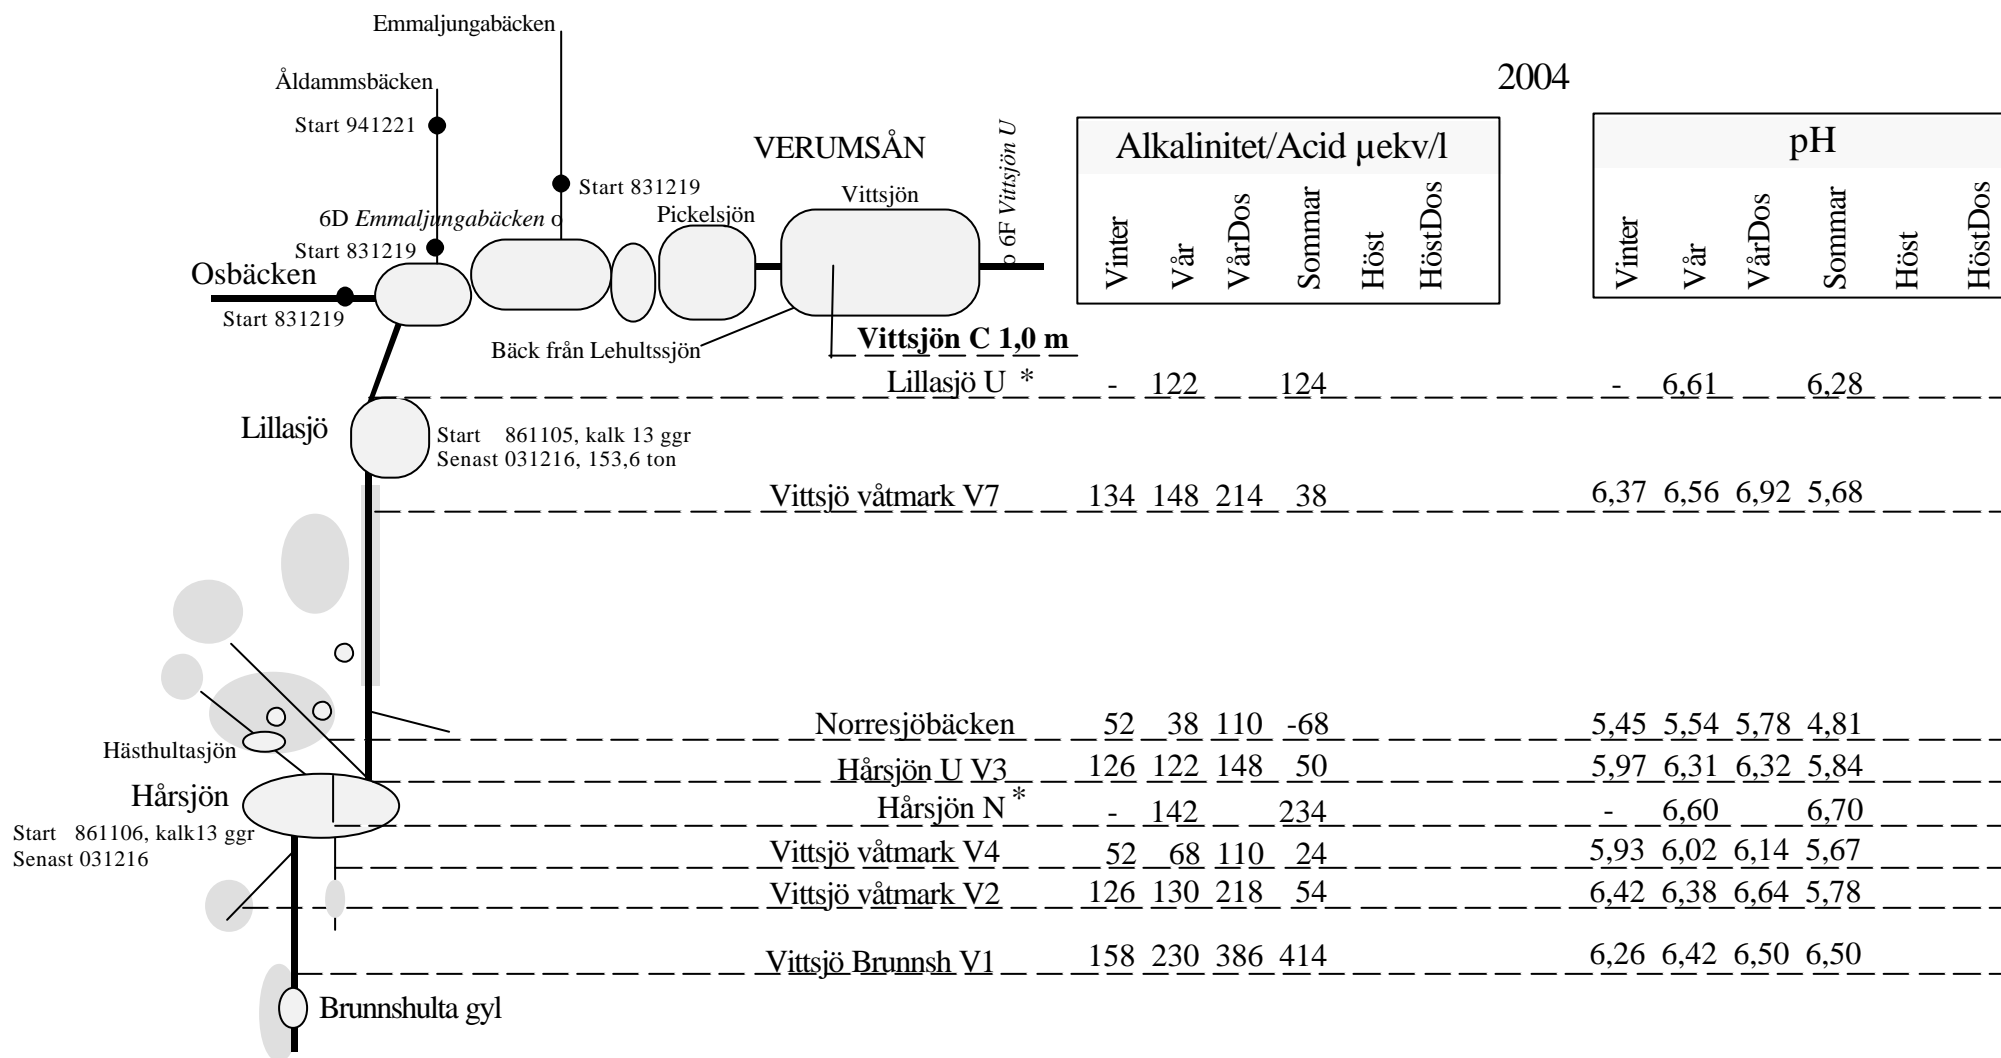 Emmaljungabäcken
2004
Åldammsbäcken
Start 941221
VERUMSÅN
o 6F Vittsjön U
Alkalinitet/Acid µekv/l
pH
Start 831219
Vittsjön
6D Emmaljungabäcken o
Pickelsjön
Start 831219
Osbäcken
Start 831219
Vinter Vår VårDos Sommar Höst HöstDos
Vinter Vår VårDos Sommar Höst HöstDos
Bäck från Lehultssjön
Vittsjön C 1,0 m
Lillasjö U * - 122 124 - 6,61 6,28
Lillasjö
Start 861105, kalk 13 ggr
Senast 031216, 153,6 ton
Vittsjö våtmark V7 134 148 214 38 6,37 6,56 6,92 5,68
Norresjöbäcken 52 38 110 -68 5,45 5,54 5,78 4,81
Hästhultasjön
Hårsjön U V3 126 122 148 50 5,97 6,31 6,32 5,84
Hårsjön
Hårsjön N * - 142 234 - 6,60 6,70
Start 861106, kalk13 ggr
Senast 031216
Vittsjö våtmark V4 52 68 110 24 5,93 6,02 6,14 5,67
Vittsjö våtmark V2 126 130 218 54 6,42 6,38 6,64 5,78
Vittsjö Brunnsh V1 158 230 386 414 6,26 6,42 6,50 6,50
Brunnshulta gyl